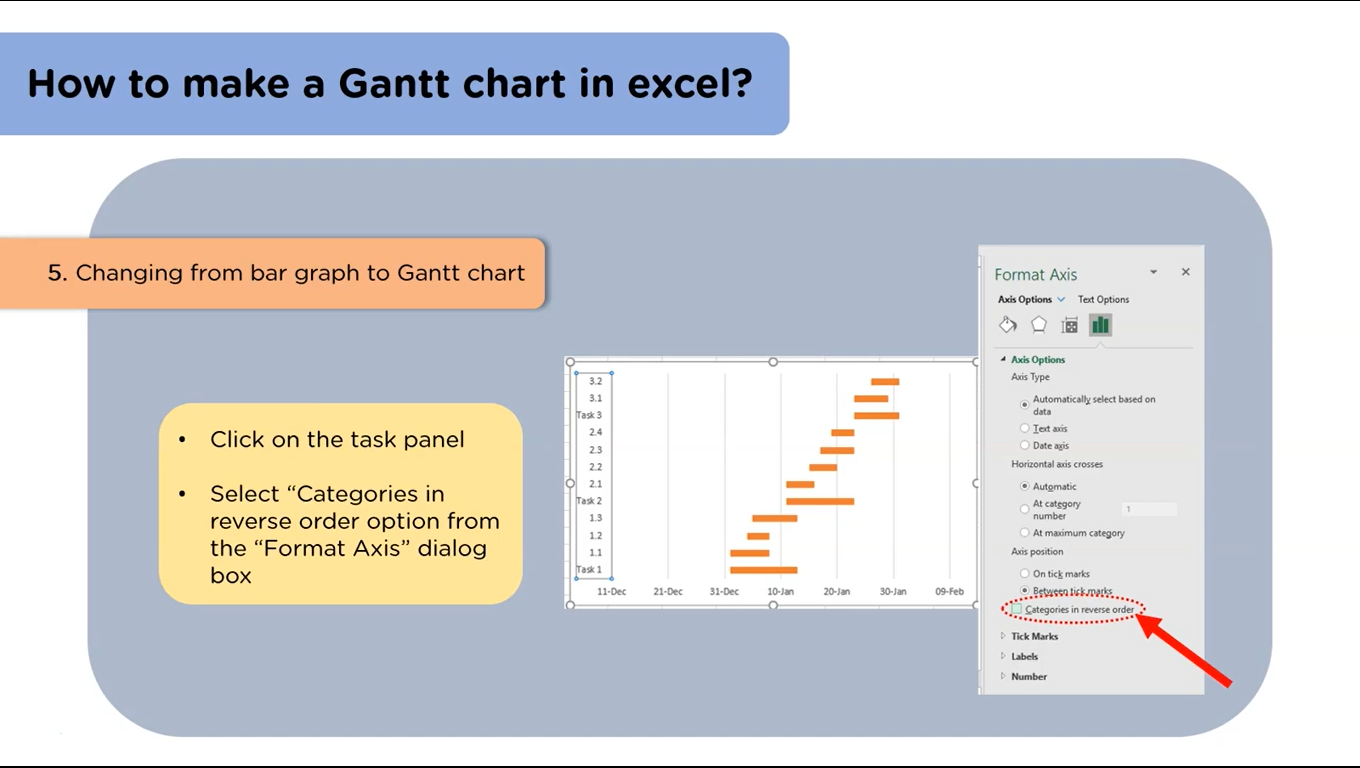 How to make a Gantt chart in excel?
5. Changing from bar graph to Gantt chart
• Click on the task panel
• Select “Categories in
reverse order option from
the “Format Axis” dialog
box
3.2
3.1
Task 3
2.4
2.3
2.2
2.1
Task 2
1.3
1.2
1.1
Task 1
11-Dec 21-Dec 31-Dec 10-Jan 20-Jan 30-Jan 09-Feb
Format Axis
Axis Options Text Options
Axis Options
Axis Type
Automatically select based on
data
Text axis
Date axis
Horizontal axis crosses
Automatic
At category
number
1
At maximum category
Axis position
On tick marks
Between tick marks
Categories in reverse order
Tick Marks
Labels
Number